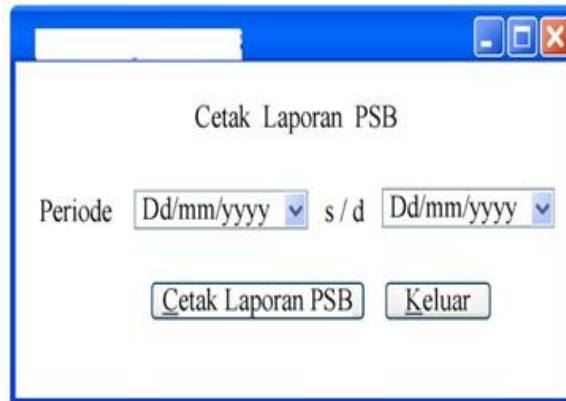 Cetak Laporan PSB
Periode Dd/mm/yyyy s / d Dd/mm/yyyy
Cetak Laporan PSB Keluar